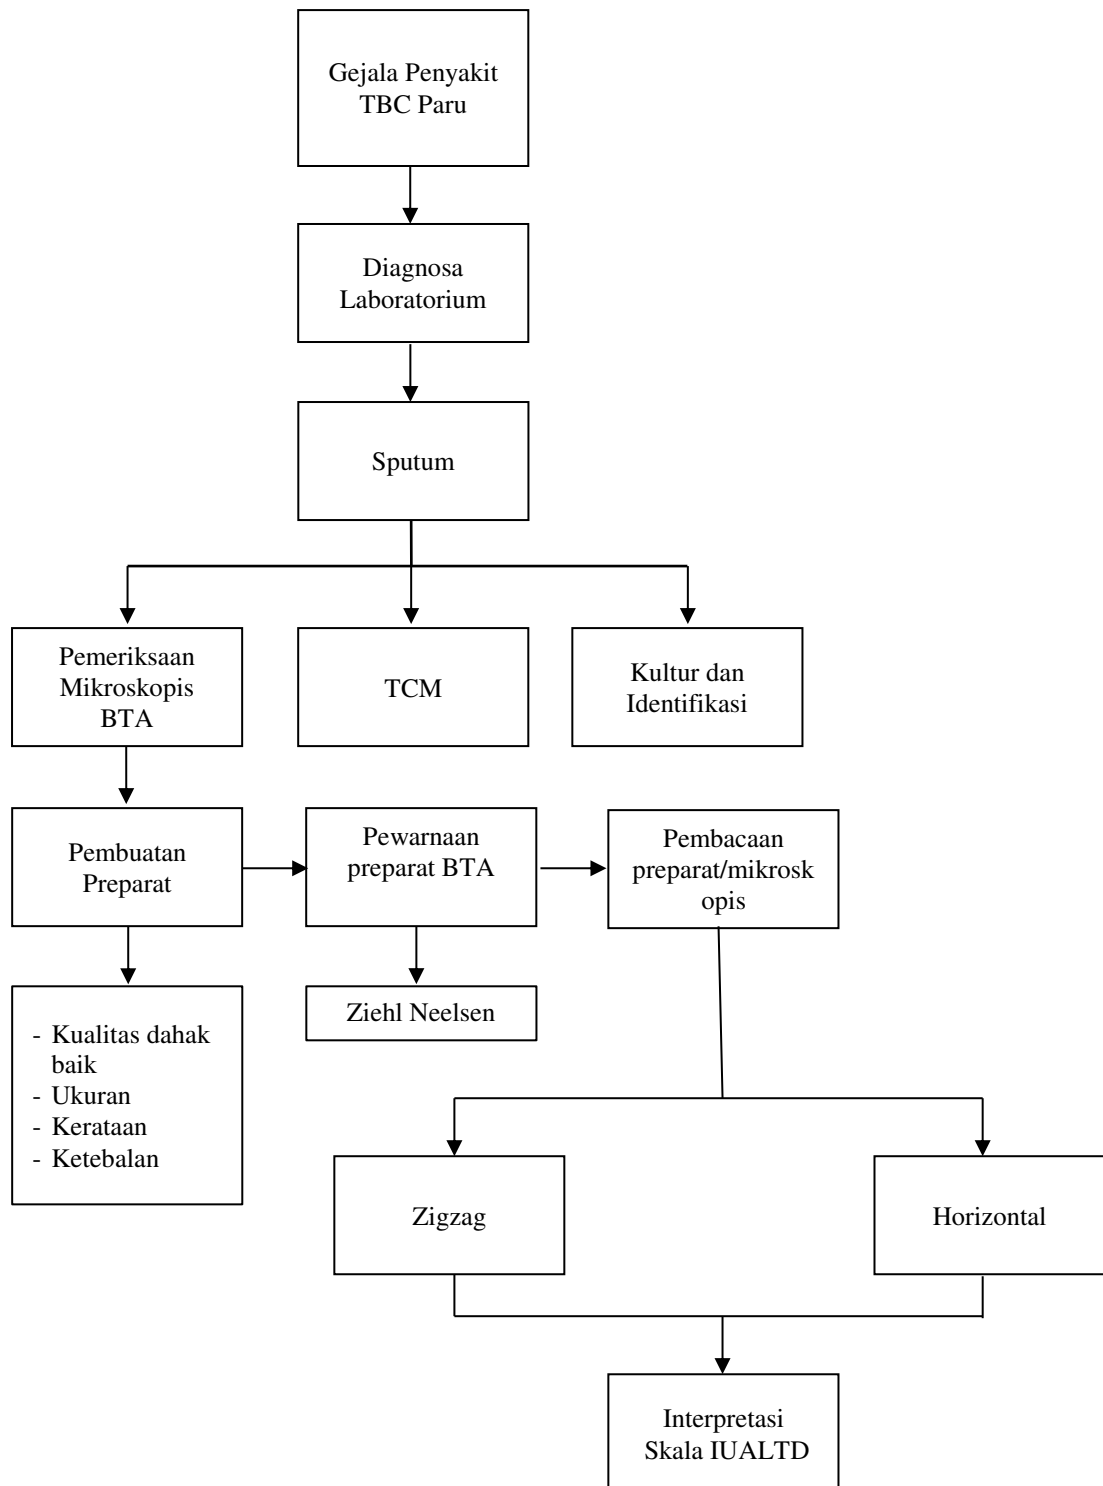 Gejala Penyakit
TBC Paru
Diagnosa
Laboratorium
Sputum
Pemeriksaan
Mikroskopis
BTA
TCM
Kultur dan
Identifikasi
Pembuatan
Preparat
Pewarnaan
preparat BTA
Pembacaan
preparat/mikrosk
opis
- Kualitas dahak
baik
- Ukuran
- Kerataan
- Ketebalan
Ziehl Neelsen
Zigzag
Horizontal
Interpretasi
Skala IUALTD